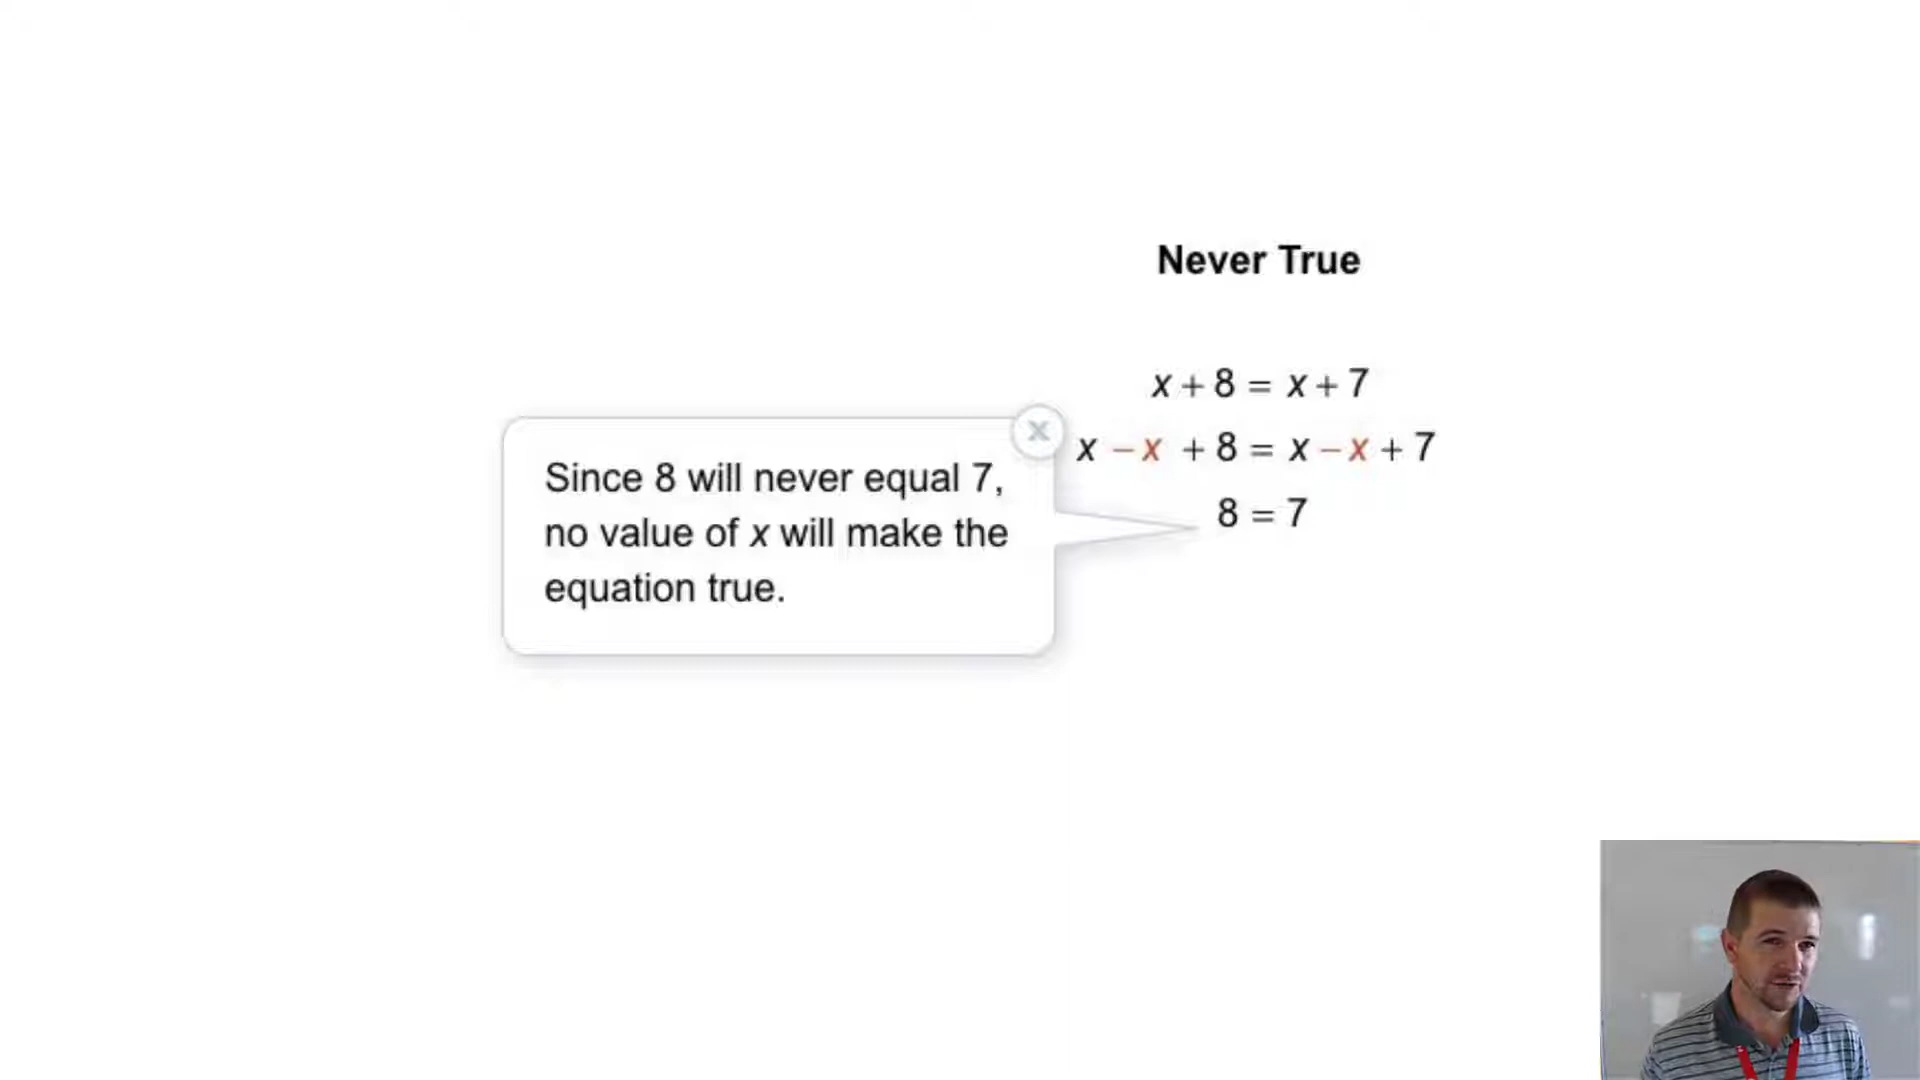 Never True
x + 8 = x + 7
x − x + 8 = x − x + 7
8 = 7
Since 8 will never equal 7,
no value of x will make the
equation true.